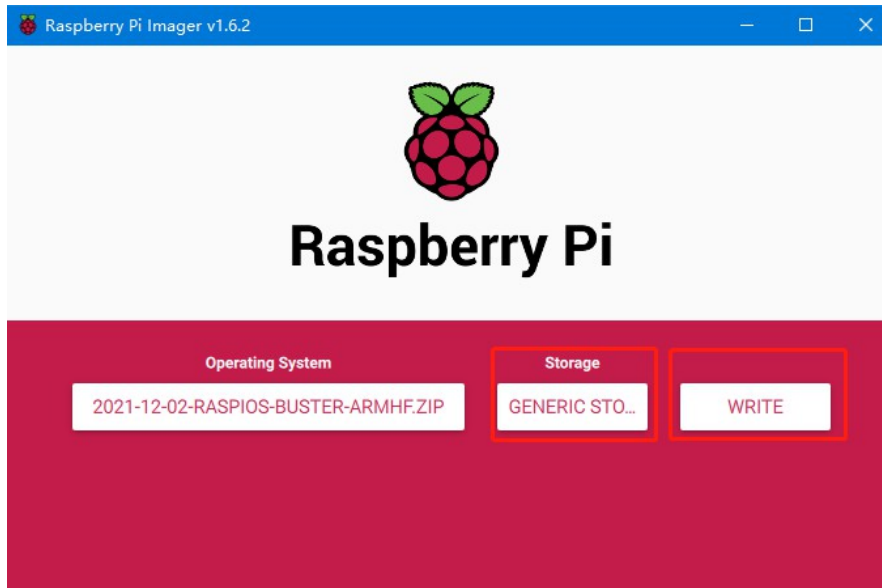 Raspberry Pi Imager v1.6.2
Raspberry Pi
Operating System
Storage
2021-12-02-RASPIOS-BUSTER-ARMHF.ZIP
GENERIC STO...
WRITE